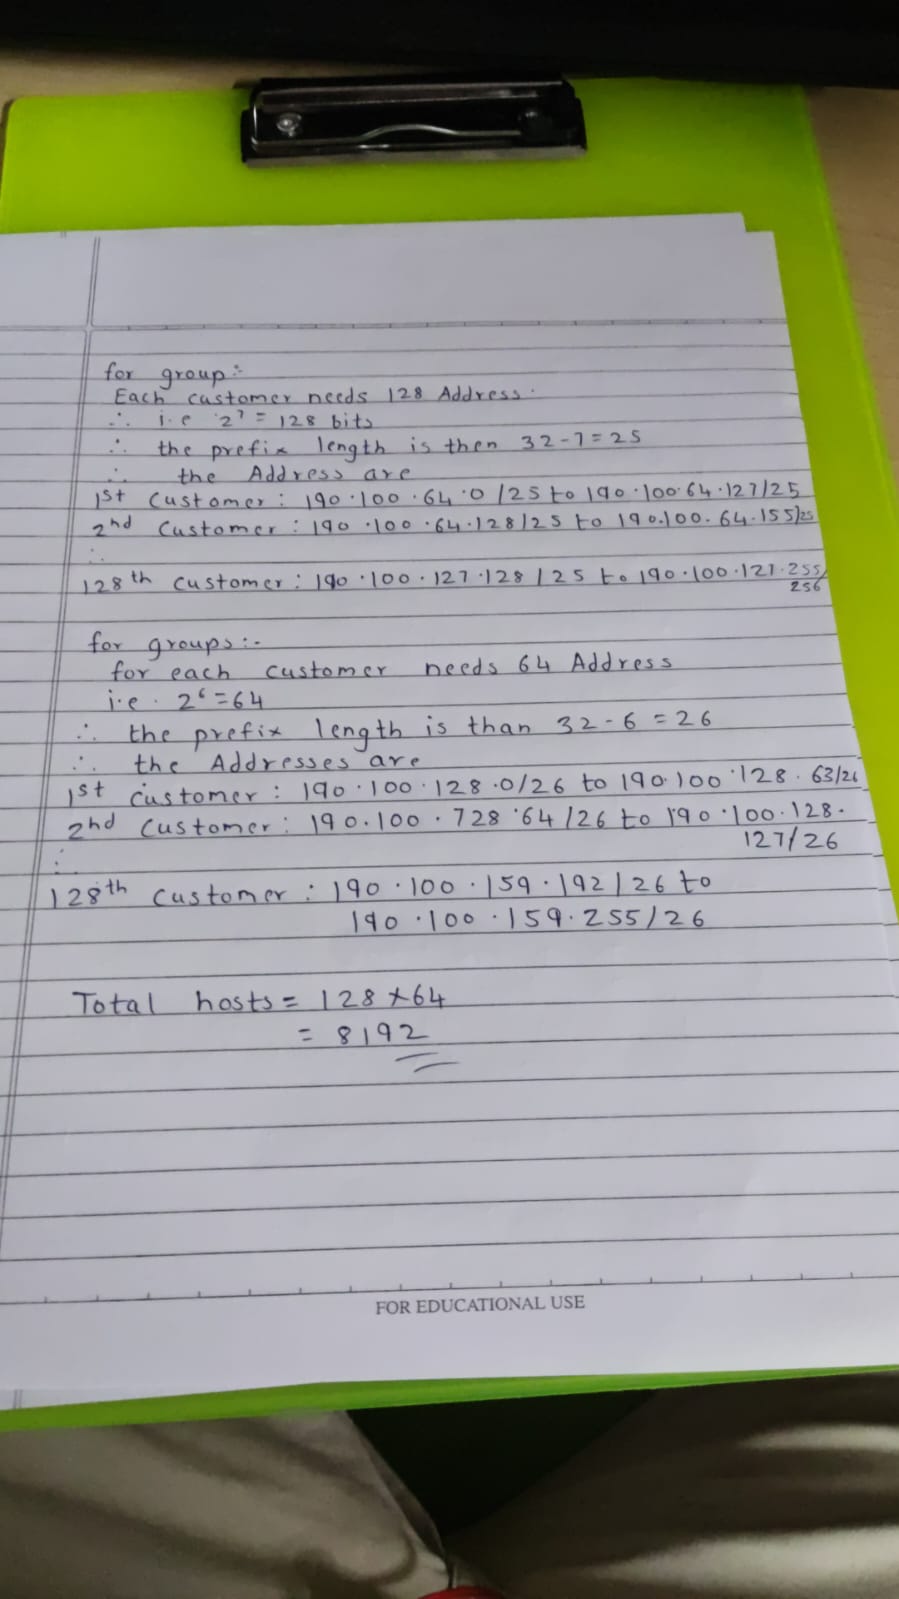 for group :-
Each customer needs 128 Address.
∴ i.e 2⁷ = 128 bits
∴ the prefix length is then 32-7=25
∴ the Address are
1st Customer : 190.100.64.0/25 to 190.100.64.127/25
2nd Customer : 190.100.64.128/25 to 190.100.64.155/25
:
128th customer : 190.100.127.128/25 to 190.100.127.255/
256
for groups :-
for each customer needs 64 Address
i.e. 2⁶=64
∴ the prefix length is than 32-6=26
∴ the Addresses are
1st customer : 190.100.128.0/26 to 190.100.128.63/26
2nd Customer : 190.100.728.64/26 to 190.100.128.
127/26
:
128th customer : 190.100.159.192/26 to
190.100.159.255/26
Total hosts = 128×64
= 8192
FOR EDUCATIONAL USE